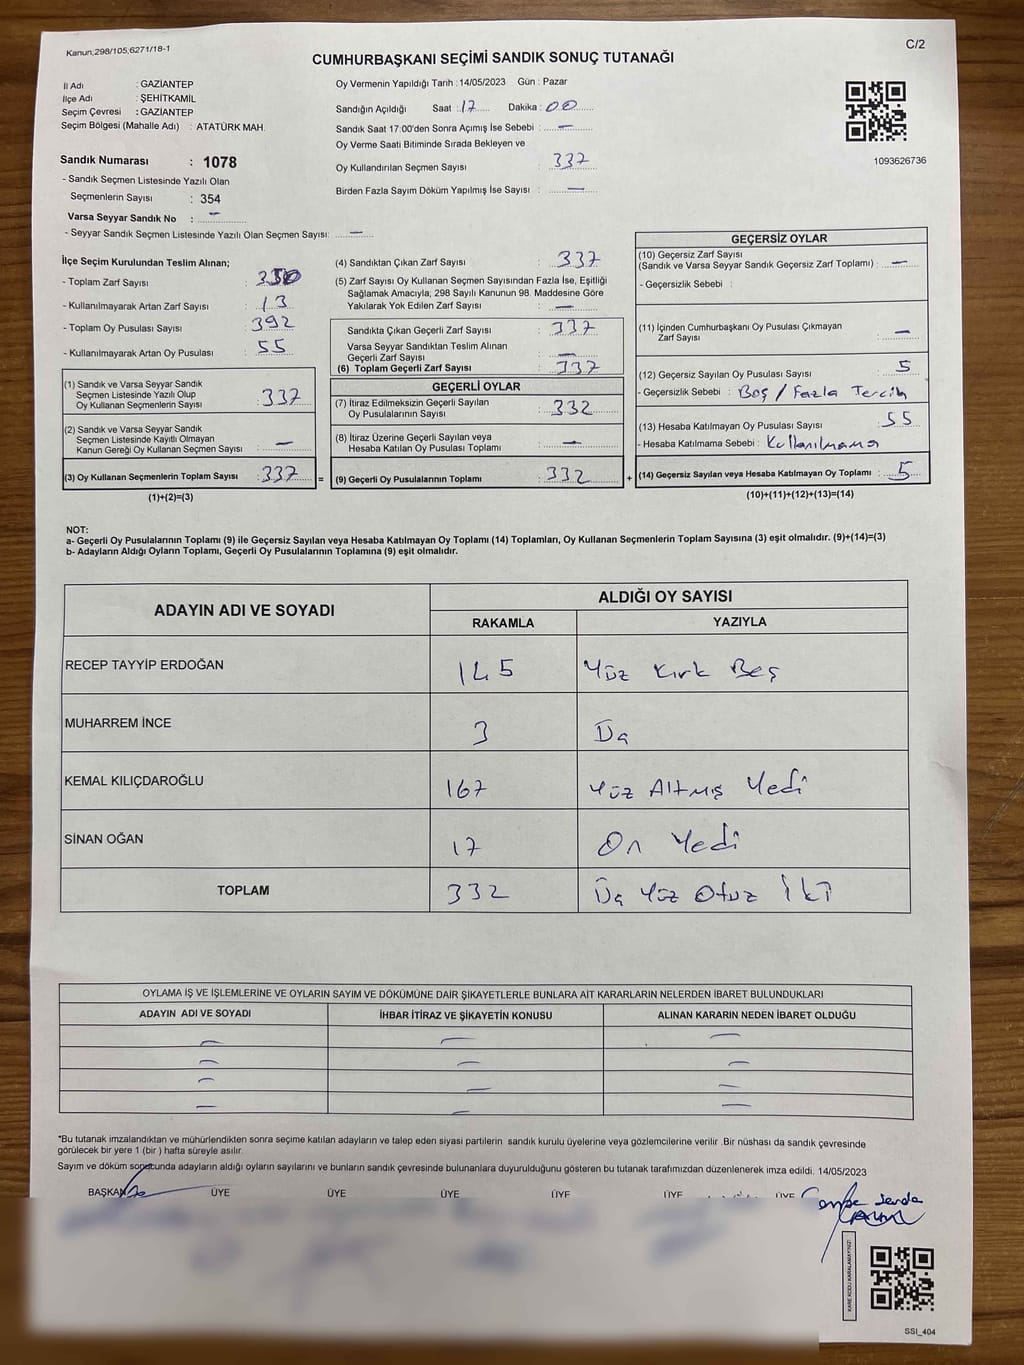 Kanun,298/105,6271/18-1
C/2
CUMHURBAŞKANI SEÇİMİ SANDIK SONUÇ TUTANAĞI
İl Adı : GAZİANTEP
İlçe Adı : ŞEHİTKAMİL
Seçim Çevresi : GAZİANTEP
Seçim Bölgesi (Mahalle Adı) : ATATÜRK MAH.
Sandık Numarası : 1078
- Sandık Seçmen Listesinde Yazılı Olan
Seçmenlerin Sayısı : 354
Varsa Seyyar Sandık No : —
- Seyyar Sandık Seçmen Listesinde Yazılı Olan Seçmen Sayısı: —
Oy Vermenin Yapıldığı Tarih : 14/05/2023 Gün : Pazar
Sandığın Açıldığı Saat : 17 Dakika : 00
Sandık Saat 17:00'den Sonra Açımış İse Sebebi : —
Oy Verme Saati Bitiminde Sırada Bekleyen ve
Oy Kullandırılan Seçmen Sayısı : 337
Birden Fazla Sayım Döküm Yapılmış İse Sayısı : —
1093626736
İlçe Seçim Kurulundan Teslim Alınan;
- Toplam Zarf Sayısı : 350
- Kullanılmayarak Artan Zarf Sayısı : 13
- Toplam Oy Pusulası Sayısı : 392
- Kullanılmayarak Artan Oy Pusulası : 55
(1) Sandık ve Varsa Seyyar Sandık
Seçmen Listesinde Yazılı Olup
Oy Kullanan Seçmenlerin Sayısı : 337
(2) Sandık ve Varsa Seyyar Sandık
Seçmen Listesinde Kayıtlı Olmayan
Kanun Gereği Oy Kullanan Seçmen Sayısı : —
(3) Oy Kullanan Seçmenlerin Toplam Sayısı : 337 =
(1)+(2)=(3)
(4) Sandıktan Çıkan Zarf Sayısı : 337
(5) Zarf Sayısı Oy Kullanan Seçmen Sayısından Fazla İse, Eşitliği
Sağlamak Amacıyla; 298 Sayılı Kanunun 98. Maddesine Göre
Yakılarak Yok Edilen Zarf Sayısı : —
Sandıkta Çıkan Geçerli Zarf Sayısı : 337
Varsa Seyyar Sandıktan Teslim Alınan
Geçerli Zarf Sayısı : —
(6) Toplam Geçerli Zarf Sayısı : 337
GEÇERLİ OYLAR
(7) İtiraz Edilmeksizin Geçerli Sayılan
Oy Pusulalarının Sayısı : 332
(8) İtiraz Üzerine Geçerli Sayılan veya
Hesaba Katılan Oy Pusulası Toplamı : —
(9) Geçerli Oy Pusulalarının Toplamı : 332 +
GEÇERSİZ OYLAR
(10) Geçersiz Zarf Sayısı
(Sandık ve Varsa Seyyar Sandık Geçersiz Zarf Toplamı) : —
- Geçersizlik Sebebi :
(11) İçinden Cumhurbaşkanı Oy Pusulası Çıkmayan
Zarf Sayısı : —
(12) Geçersiz Sayılan Oy Pusulası Sayısı : 5
- Geçersizlik Sebebi : Boş / Fazla Tercih
(13) Hesaba Katılmayan Oy Pusulası Sayısı : 55
- Hesaba Katılmama Sebebi : Kullanılmama
(14) Geçersiz Sayılan veya Hesaba Katılmayan Oy Toplamı : 5
(10)+(11)+(12)+(13)=(14)
NOT:
a- Geçerli Oy Pusulalarının Toplamı (9) ile Geçersiz Sayılan veya Hesaba Katılmayan Oy Toplamı (14) Toplamları, Oy Kullanan Seçmenlerin Toplam Sayısına (3) eşit olmalıdır. (9)+(14)=(3)
b- Adayların Aldığı Oyların Toplamı, Geçerli Oy Pusulalarının Toplamına (9) eşit olmalıdır.
ADAYIN ADI VE SOYADI
ALDIĞI OY SAYISI
RAKAMLA YAZIYLA
RECEP TAYYİP ERDOĞAN 145 Yüz Kırk Beş
MUHARREM İNCE 3 Üç
KEMAL KILIÇDAROĞLU 167 Yüz Altmış Yedi
SİNAN OĞAN 17 On Yedi
TOPLAM 332 Üç Yüz Otuz İki
OYLAMA İŞ VE İŞLEMLERİNE VE OYLARIN SAYIM VE DÖKÜMÜNE DAİR ŞİKAYETLERLE BUNLARA AİT KARARLARIN NELERDEN İBARET BULUNDUKLARI
ADAYIN ADI VE SOYADI İHBAR İTİRAZ VE ŞİKAYETİN KONUSU ALINAN KARARIN NEDEN İBARET OLDUĞU
— — —
— — —
— — —
— — —
*Bu tutanak imzalandıktan ve mühürlendikten sonra seçime katılan adayların ve talep eden siyasi partilerin sandık kurulu üyelerine veya gözlemcilerine verilir .Bir nüshası da sandık çevresinde
görülecek bir yere 1 (bir ) hafta süreyle asılır.
Sayım ve döküm sonucunda adayların aldığı oyların sayılarını ve bunların sandık çevresinde bulunanlara duyurulduğunu gösteren bu tutanak tarafımızdan düzenlenerek imza edildi. 14/05/2023
BAŞKAN ÜYE ÜYE ÜYE ÜYE ÜYE ÜYE
KARE KODU KARALAMAYINIZ!
SSI_404